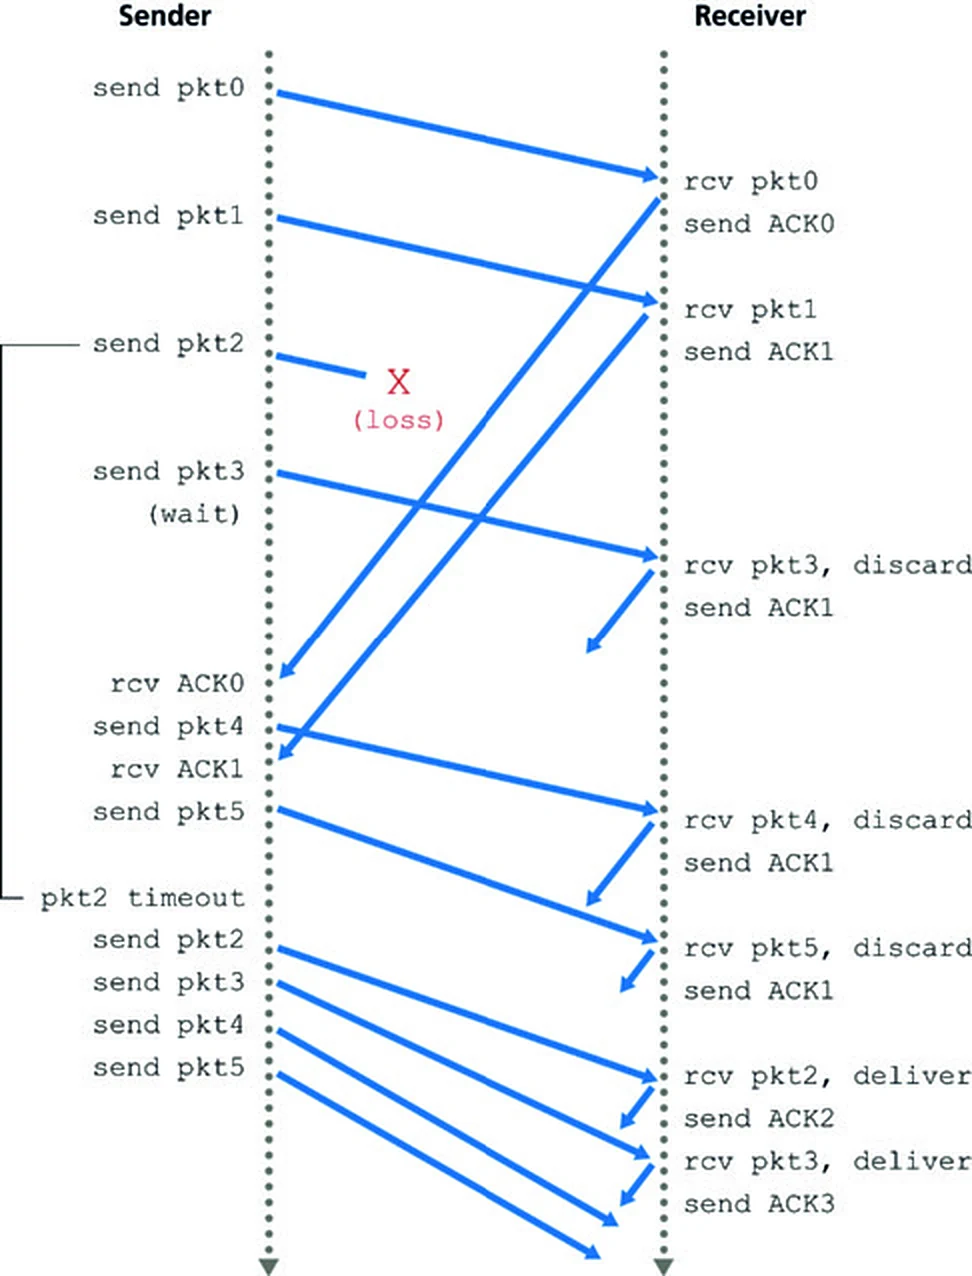 Sender
Receiver
send pkt0
rcv pkt0
send ACK0
send pkt1
rcv pkt1
send ACK1
send pkt2
X
(loss)
send pkt3
(wait)
rcv pkt3, discard
send ACK1
rcv ACK0
send pkt4
rcv ACK1
send pkt5
rcv pkt4, discard
send ACK1
pkt2 timeout
send pkt2
send pkt3
send pkt4
send pkt5
rcv pkt5, discard
send ACK1
rcv pkt2, deliver
send ACK2
rcv pkt3, deliver
send ACK3